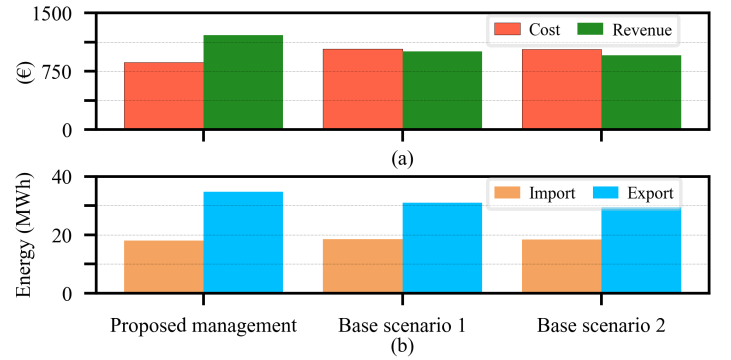 1500
750
0
(€)
Cost
Revenue
(a)
40
20
0
Energy (MWh)
Import
Export
Proposed management
Base scenario 1
Base scenario 2
(b)